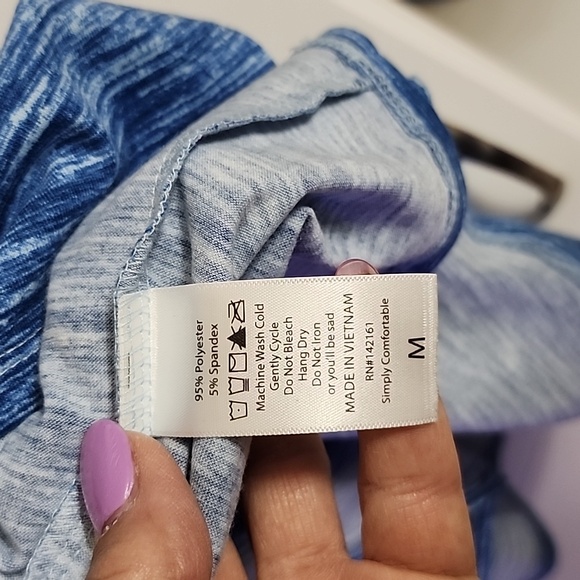 95% Polyester
5% Spandex
Machine Wash Cold
Gently Cycle
Do Not Bleach
Hang Dry
Do Not Iron
or you'll be sad
MADE IN VIETNAM
RN#142161
Simply Comfortable
M